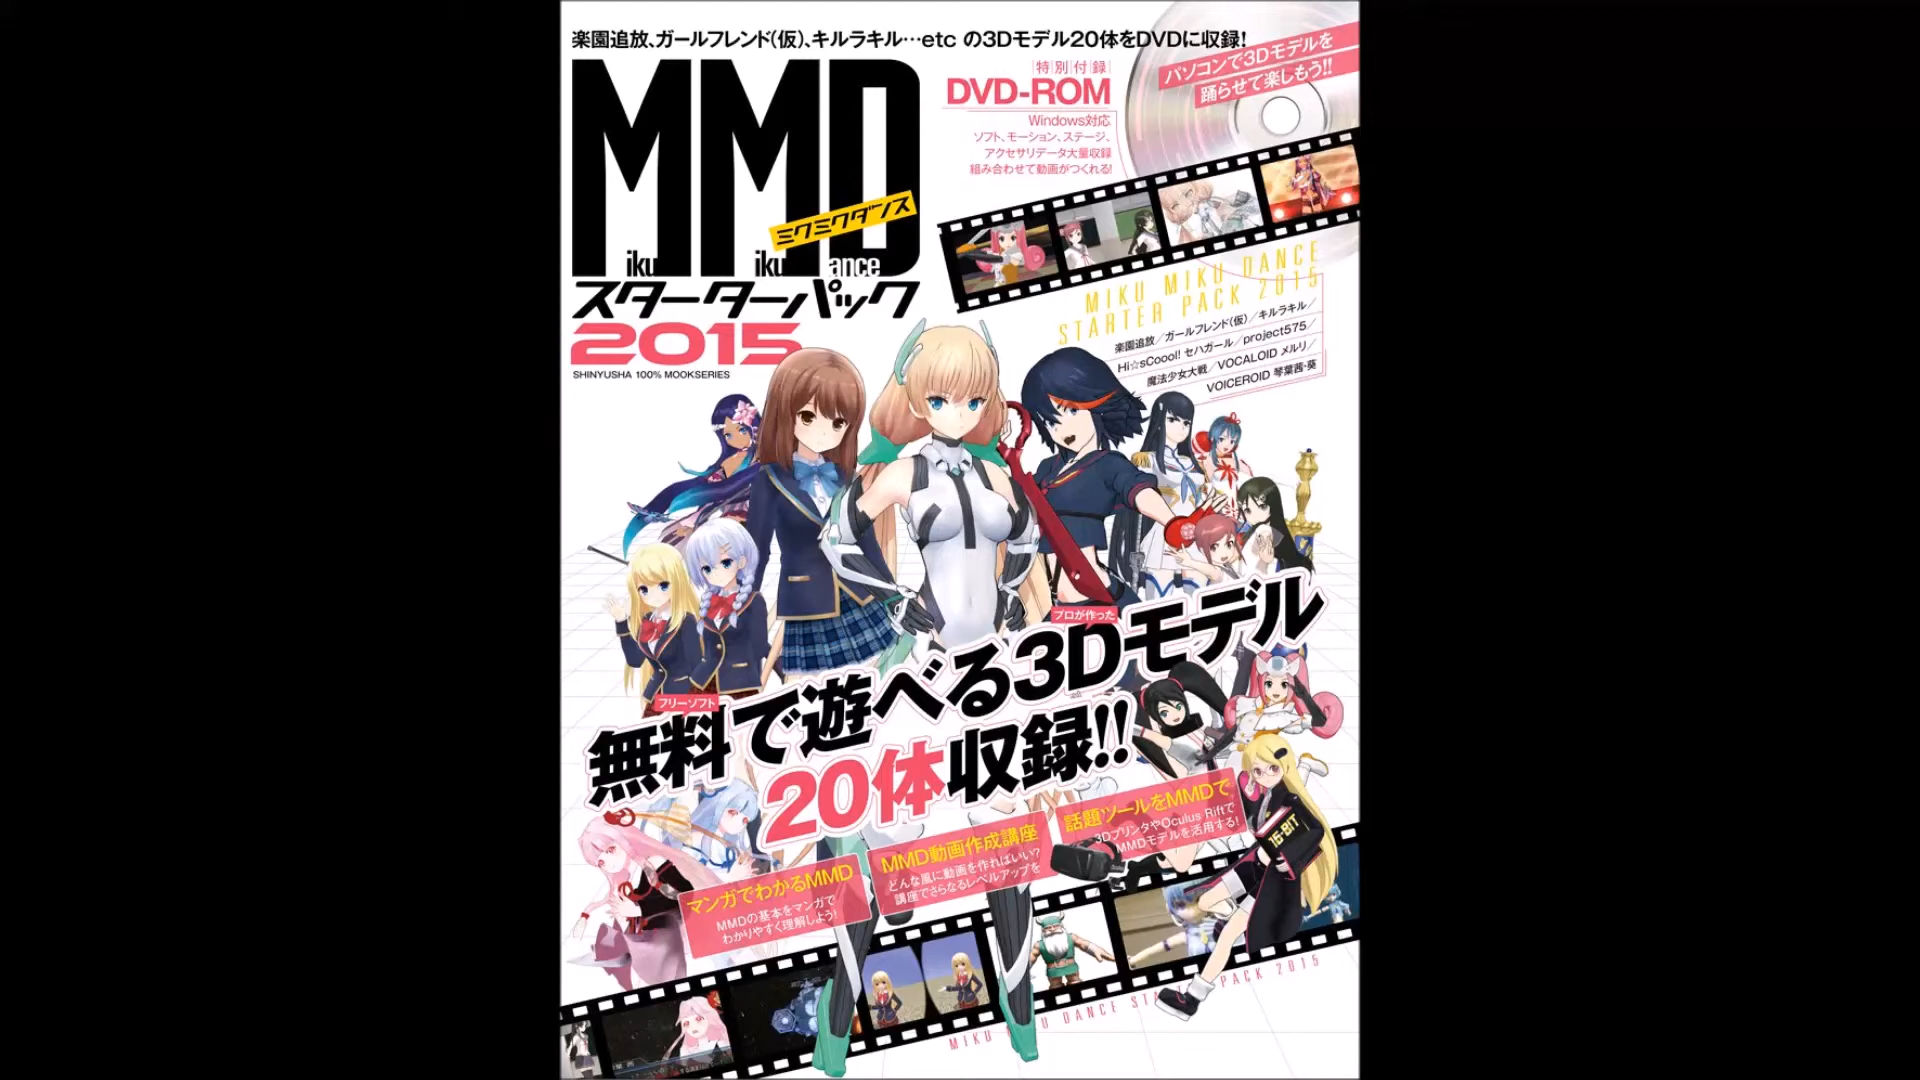 楽園追放、ガールフレンド(仮)、キルラキル…etc の3Dモデル20体をDVDに収録!
MMD
iku iku ance
ミクミクダンス
スターターパック
2015
SHINYUSHA 100% MOOKSERIES
特別付録
DVD-ROM
Windows対応
ソフト、モーション、ステージ、
アクセサリデータ大量収録
組み合わせて動画がつくれる!
パソコンで3Dモデルを
踊らせて楽しもう!!
MIKU MIKU DANCE
STARTER PACK 2015
楽園追放/ガールフレンド(仮)/キルラキル/
Hi☆sCoool! セハガール/project575/
魔法少女大戦/VOCALOID メルリ/
VOICEROID 琴葉茜・葵
プロが作った
フリーソフト
無料で遊べる3Dモデル
20体収録!!
マンガでわかるMMD
MMDの基本をマンガで
わかりやすく理解しよう!
MMD動画作成講座
どんな風に動画を作ればいい?
講座でさらなるレベルアップを
話題ツールをMMDで
3DプリンタやOculus Riftで
MMDモデルを活用する!
16-BIT